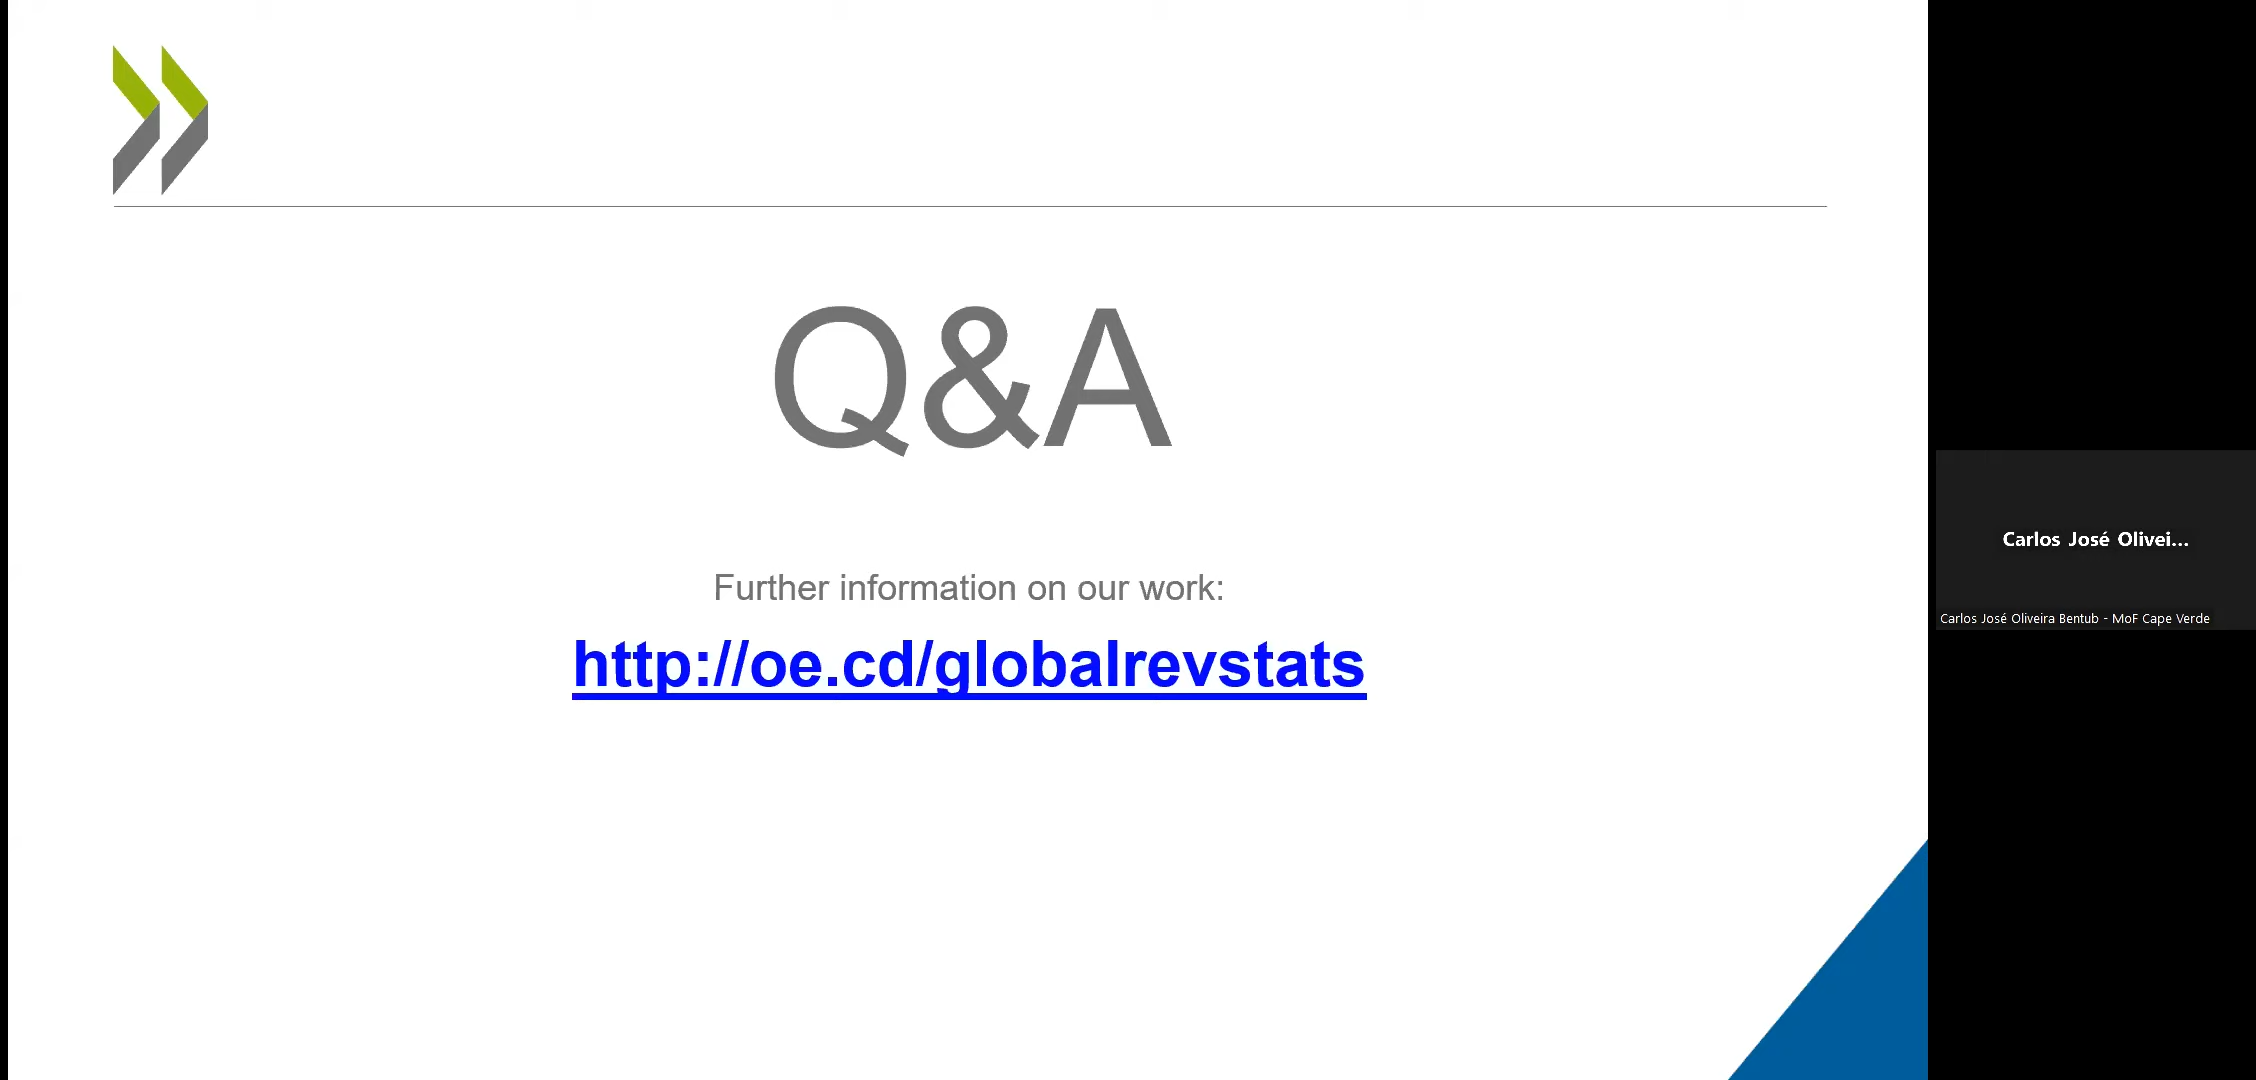 Q&A
Further information on our work:
http://oe.cd/globalrevstats
Carlos José Olivei...
Carlos José Oliveira Bentub - MoF Cape Verde